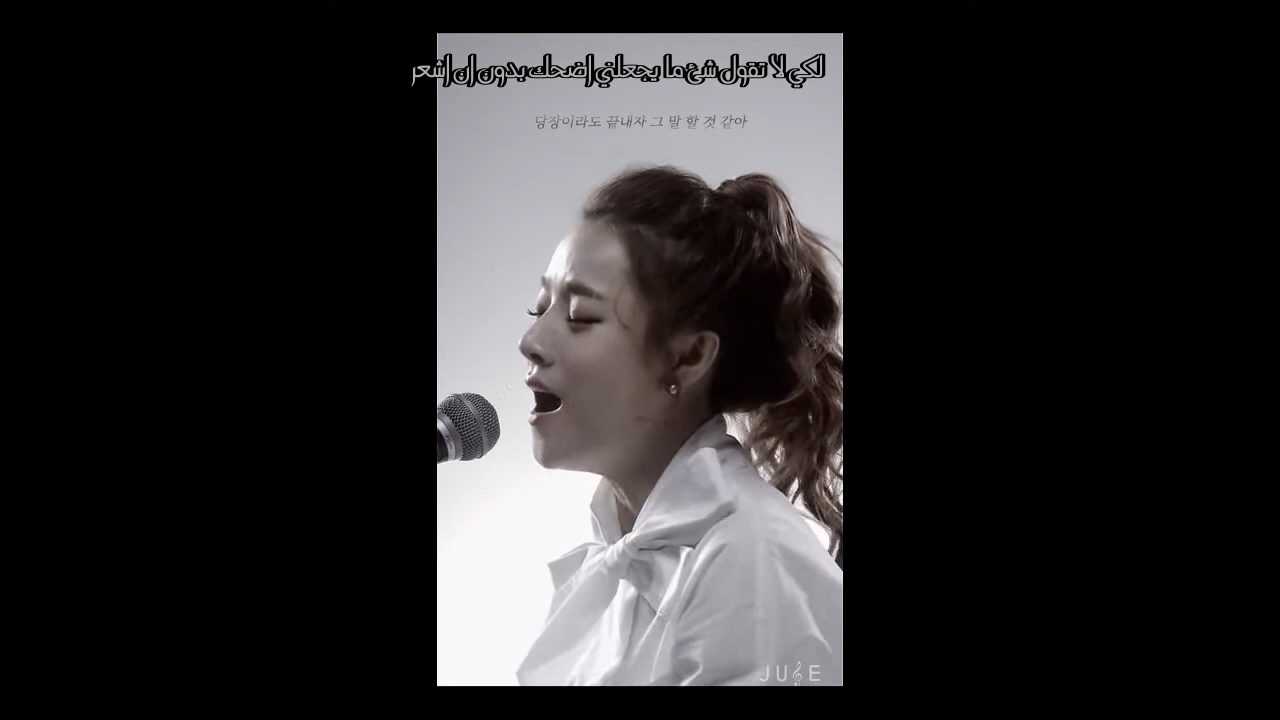 لكي لا تقول شئ ما يجعلني اضحك بدون ان اشعر
당장이라도 끝내자 그 말 할 것 같아
JUSE